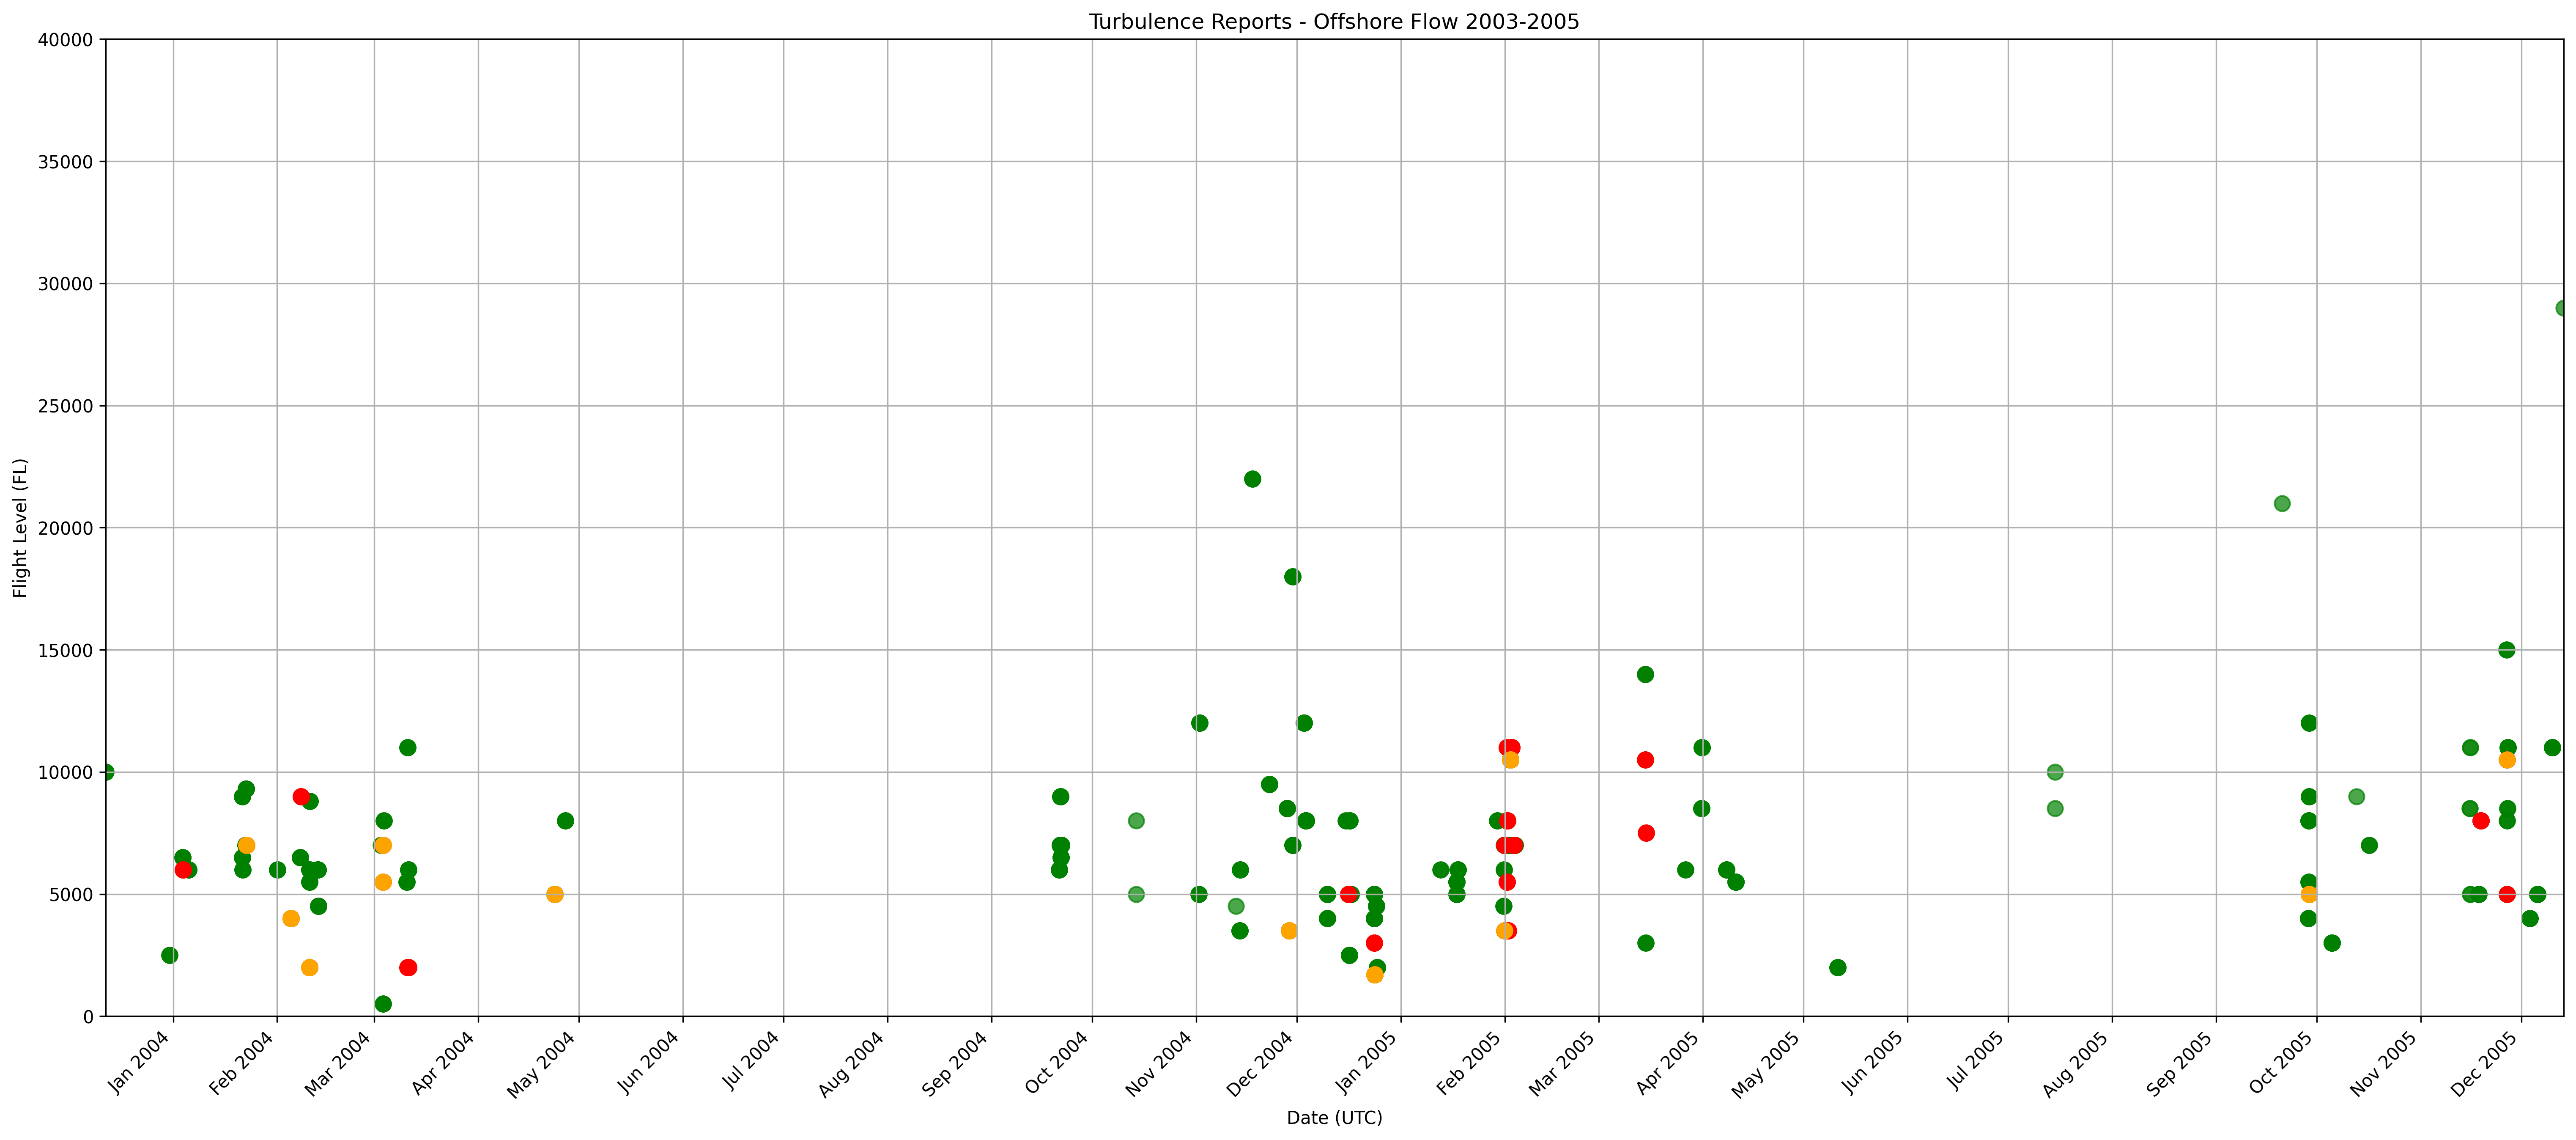 Turbulence Reports - Offshore Flow 2003-2005
40000
35000
30000
25000
20000
15000
10000
5000
0
Flight Level (FL)
Jan 2004
Feb 2004
Mar 2004
Apr 2004
May 2004
Jun 2004
Jul 2004
Aug 2004
Sep 2004
Oct 2004
Nov 2004
Dec 2004
Jan 2005
Feb 2005
Mar 2005
Apr 2005
May 2005
Jun 2005
Jul 2005
Aug 2005
Sep 2005
Oct 2005
Nov 2005
Dec 2005
Date (UTC)